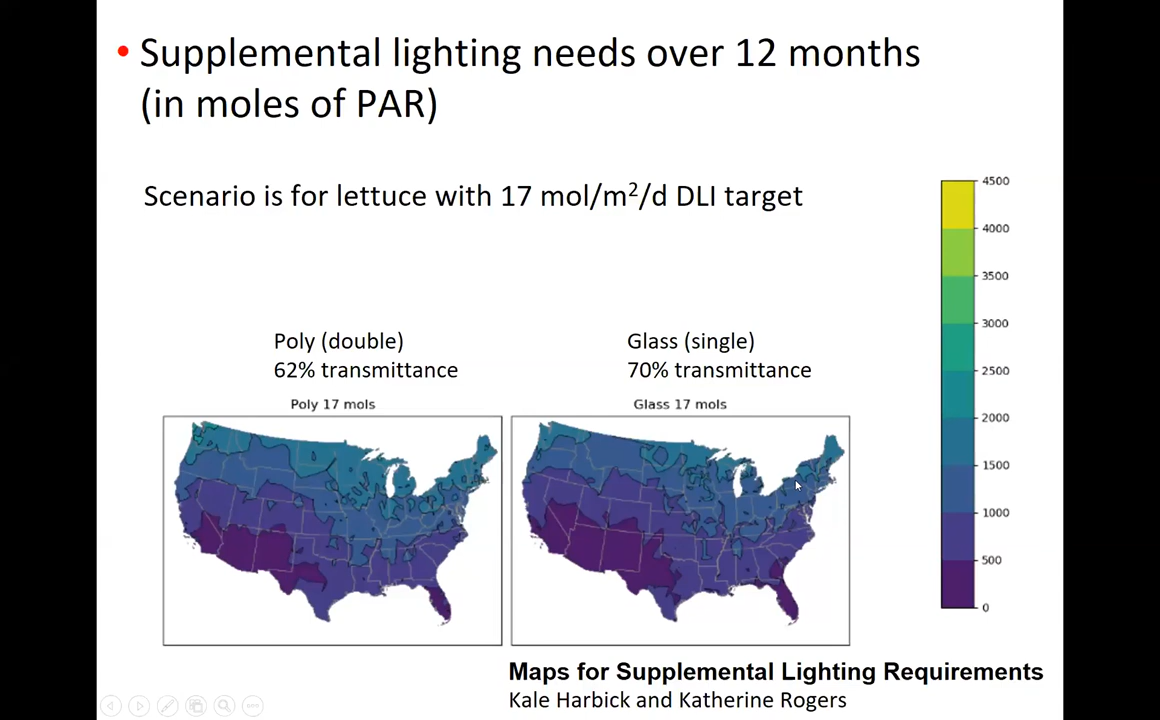 • Supplemental lighting needs over 12 months
(in moles of PAR)
Scenario is for lettuce with 17 mol/m²/d DLI target
Poly (double)
62% transmittance
Glass (single)
70% transmittance
Poly 17 mols
Glass 17 mols
4500
4000
3500
3000
2500
2000
1500
1000
500
0
Maps for Supplemental Lighting Requirements
Kale Harbick and Katherine Rogers